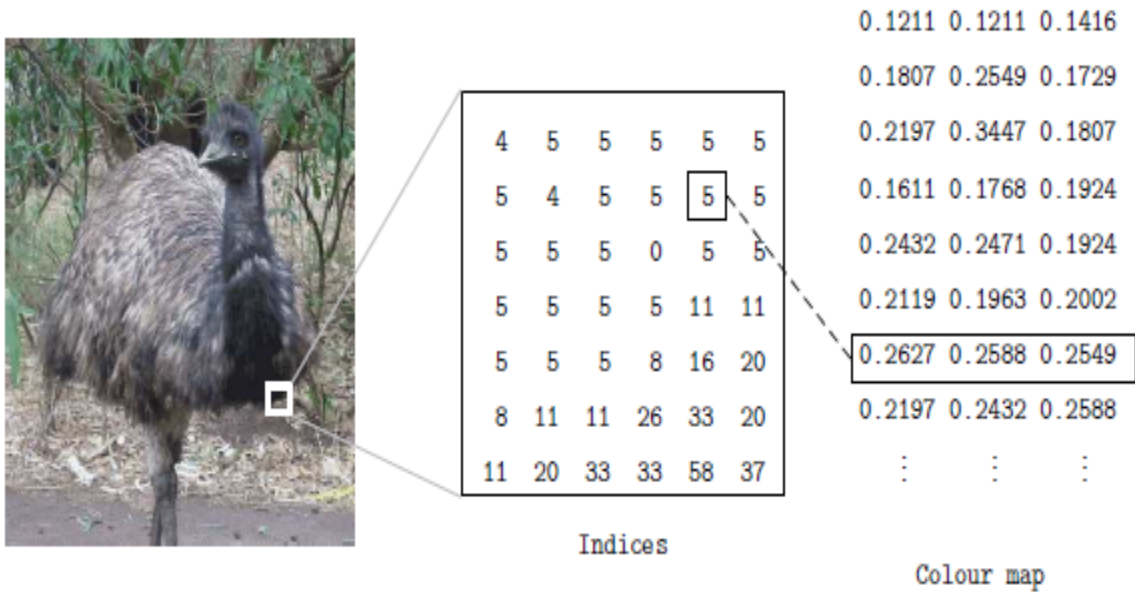 4 5 5 5 5 5
5 4 5 5 5 5
5 5 5 0 5 5
5 5 5 5 11 11
5 5 5 8 16 20
8 11 11 26 33 20
11 20 33 33 58 37
Indices
0.1211 0.1211 0.1416
0.1807 0.2549 0.1729
0.2197 0.3447 0.1807
0.1611 0.1768 0.1924
0.2432 0.2471 0.1924
0.2119 0.1963 0.2002
0.2627 0.2588 0.2549
0.2197 0.2432 0.2588
⋮ ⋮ ⋮
Colour map